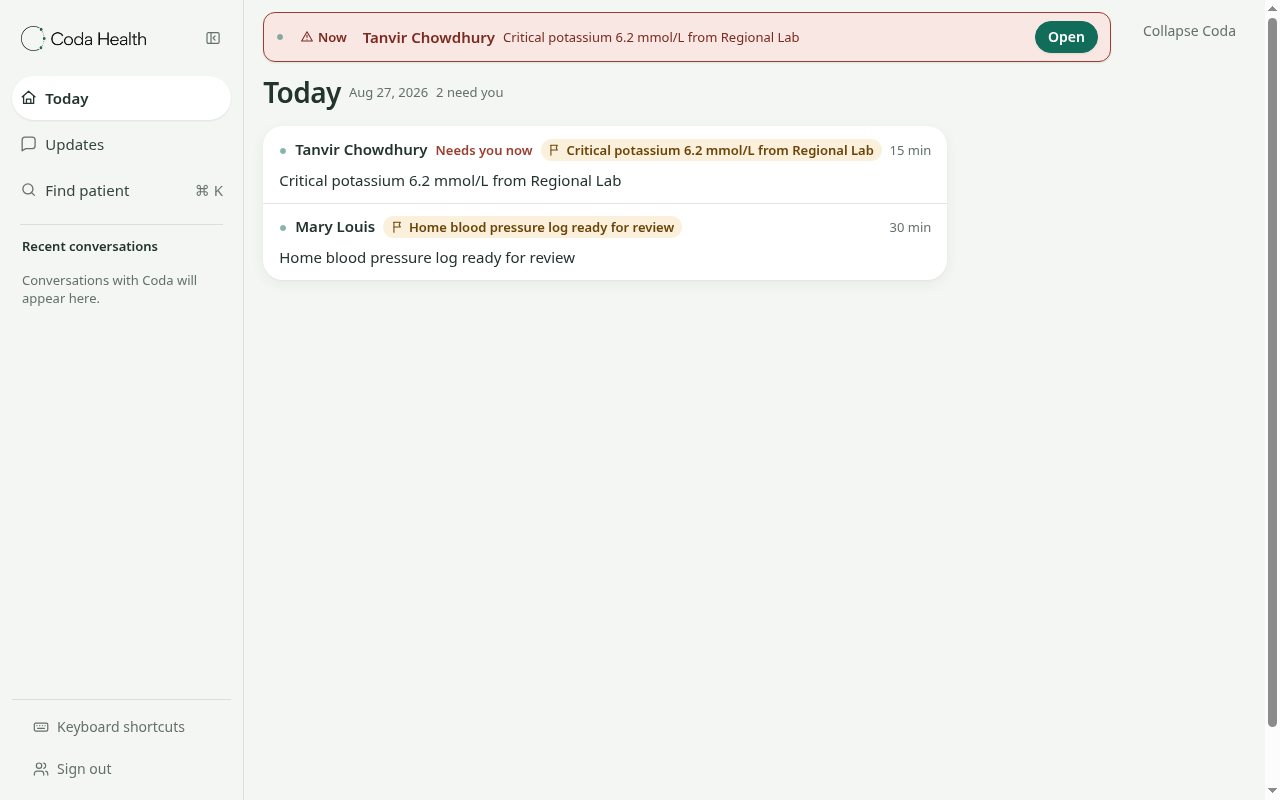 Coda Health
Today
Updates
Find patient ⌘ K
Recent conversations
Conversations with Coda will
appear here.
Keyboard shortcuts
Sign out
Now Tanvir Chowdhury Critical potassium 6.2 mmol/L from Regional Lab Open
Collapse Coda
Today Aug 27, 2026 2 need you
Tanvir Chowdhury Needs you now Critical potassium 6.2 mmol/L from Regional Lab 15 min
Critical potassium 6.2 mmol/L from Regional Lab
Mary Louis Home blood pressure log ready for review 30 min
Home blood pressure log ready for review